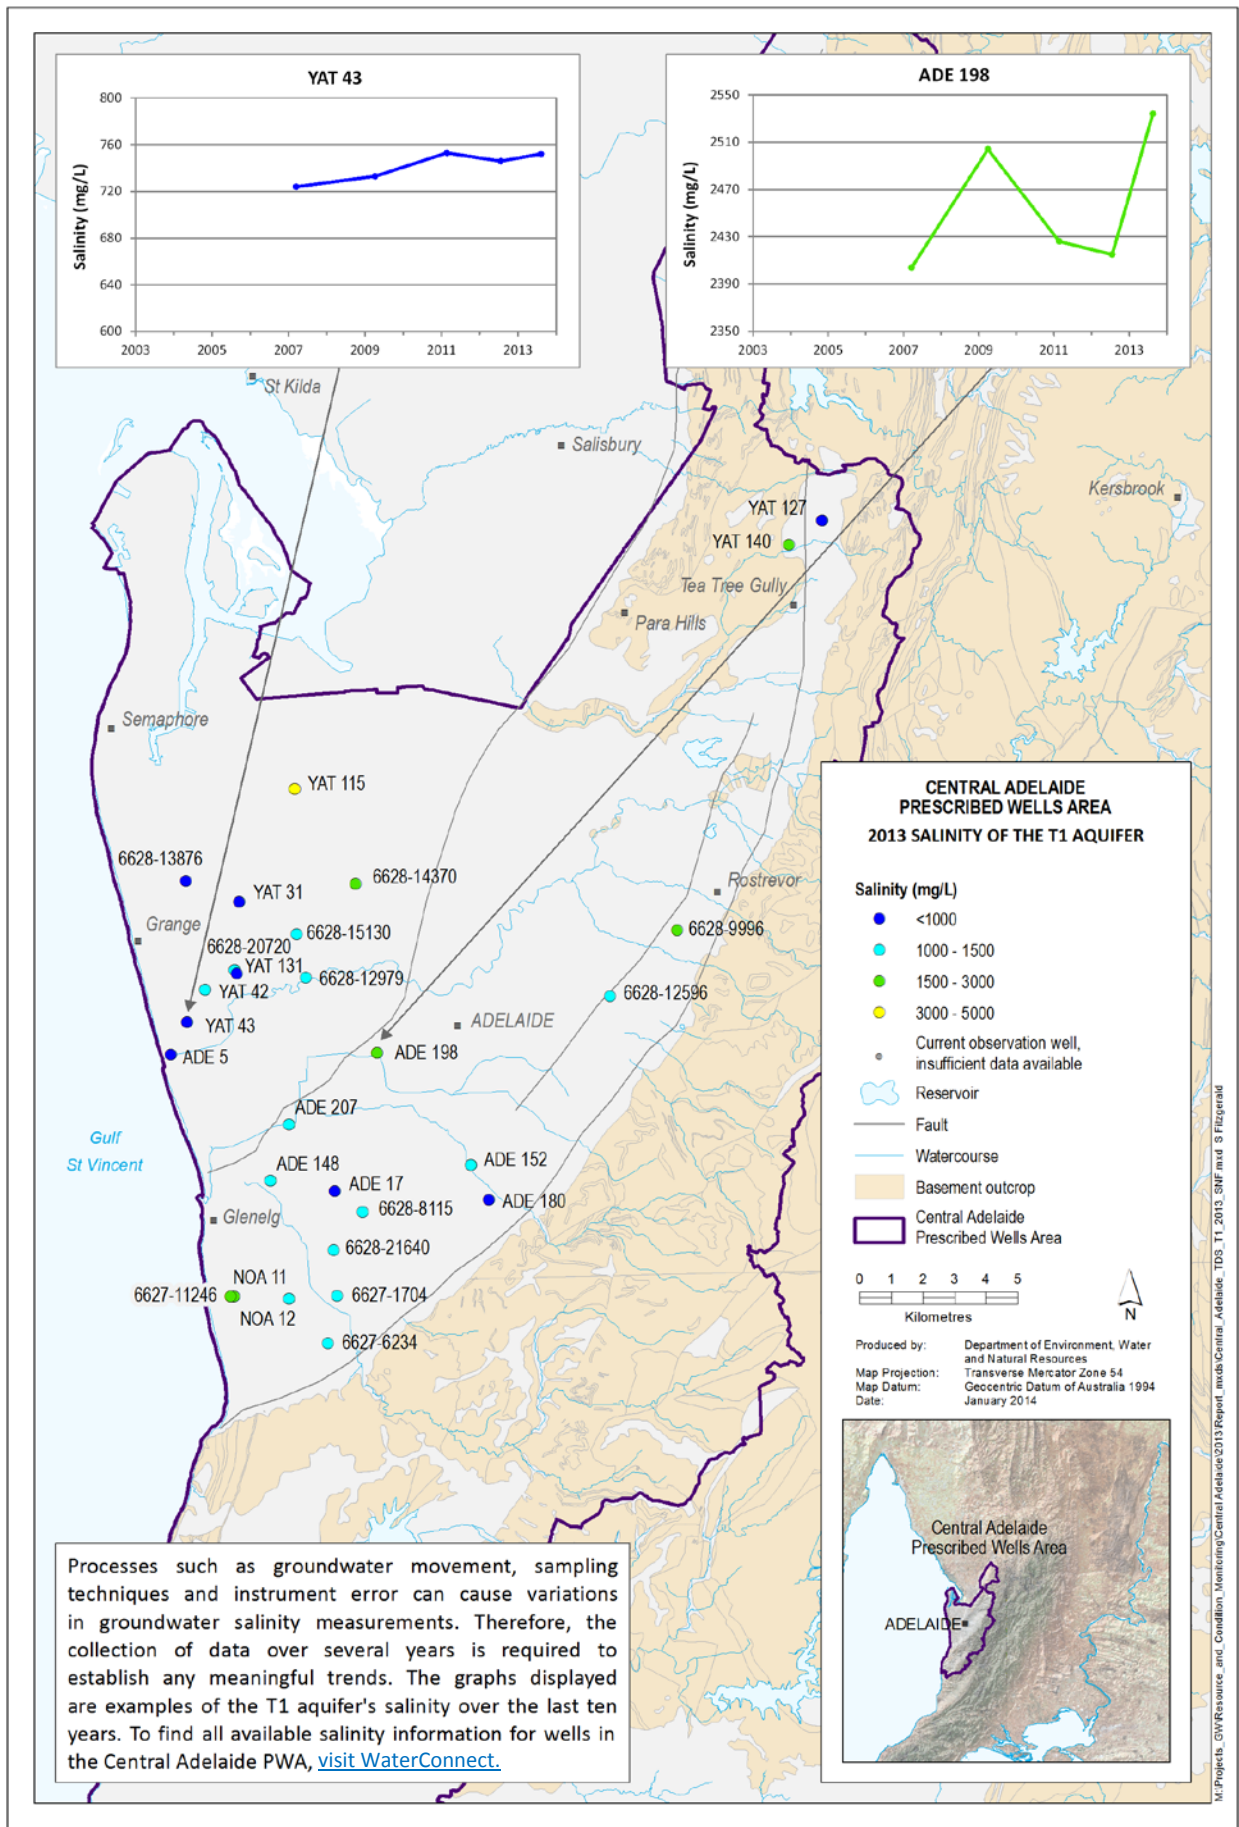 YAT 43
800
760
720
680
640
600
Salinity (mg/L)
2003
2005
2007
2009
2011
2013
ADE 198
2550
2510
2470
2430
2390
2350
Salinity (mg/L)
2003
2005
2007
2009
2011
2013
St Kilda
Salisbury
Kersbrook
YAT 127
YAT 140
Tea Tree Gully
Para Hills
Semaphore
YAT 115
6628-13876
6628-14370
YAT 31
Rostrevor
Grange
6628-15130
6628-9996
6628-20720
YAT 131
6628-12979
YAT 42
6628-12596
YAT 43
ADELAIDE
ADE 5
ADE 198
ADE 207
Gulf
St Vincent
ADE 148
ADE 152
ADE 17
ADE 180
6628-8115
Glenelg
6628-21640
NOA 11
6627-11246
6627-1704
NOA 12
6627-6234
CENTRAL ADELAIDE
PRESCRIBED WELLS AREA
2013 SALINITY OF THE T1 AQUIFER
Salinity (mg/L)
<1000
1000 - 1500
1500 - 3000
3000 - 5000
Current observation well,
insufficient data available
Reservoir
Fault
Watercourse
Basement outcrop
Central Adelaide
Prescribed Wells Area
0 1 2 3 4 5
Kilometres
N
Produced by: Department of Environment, Water
and Natural Resources
Map Projection: Transverse Mercator Zone 54
Map Datum: Geocentric Datum of Australia 1994
Date: January 2014
Central Adelaide
Prescribed Wells Area
ADELAIDE
Processes such as groundwater movement, sampling
techniques and instrument error can cause variations
in groundwater salinity measurements. Therefore, the
collection of data over several years is required to
establish any meaningful trends. The graphs displayed
are examples of the T1 aquifer's salinity over the last ten
years. To find all available salinity information for wells in
the Central Adelaide PWA, visit WaterConnect.
M:\Projects_GW\Resource_and_Condition_Monitoring\Central Adelaide\2013\Report_mxds\Central_Adelaide_TDS_T1_2013_SNF.mxd S Fitzgerald